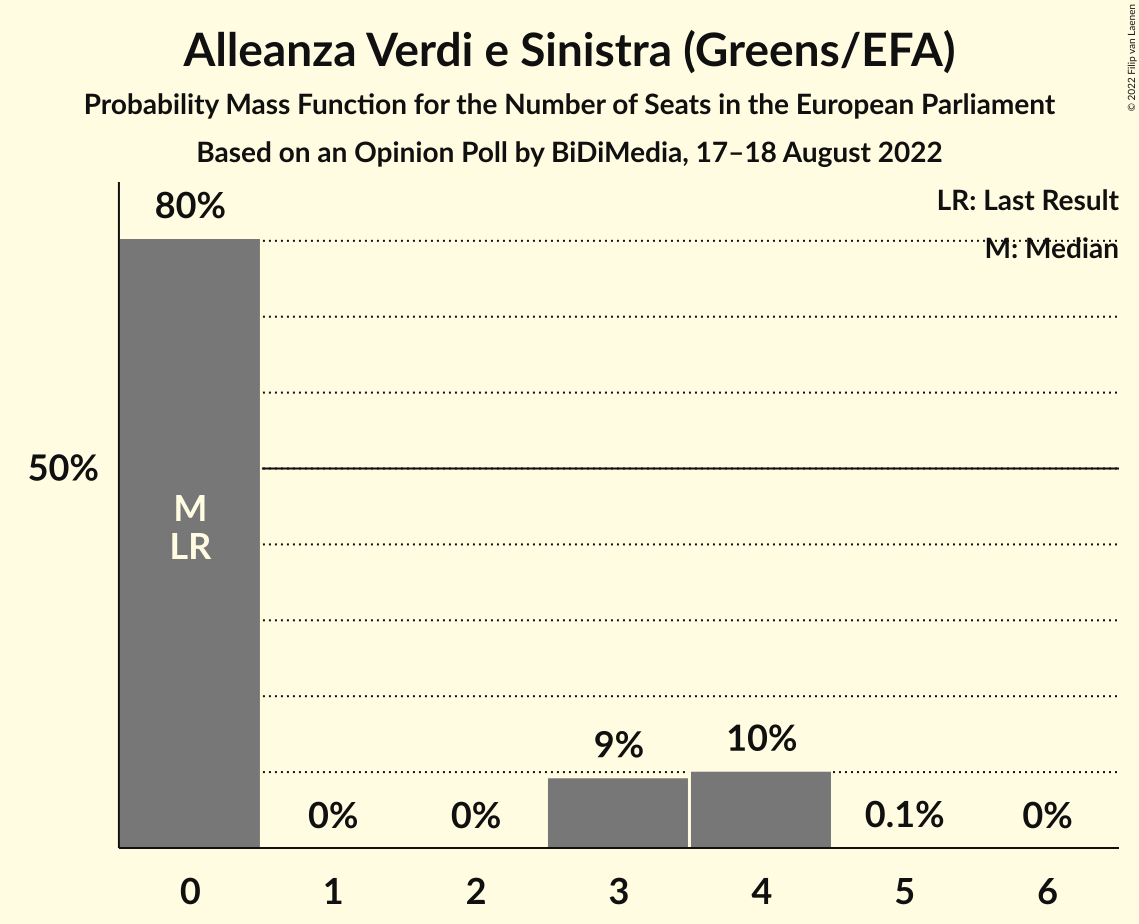 Alleanza Verdi e Sinistra (Greens/EFA)
Probability Mass Function for the Number of Seats in the European Parliament
Based on an Opinion Poll by BiDiMedia, 17–18 August 2022
© 2022 Filip van Laenen
LR: Last Result
M: Median
80%
50%
M
LR
0%
0%
9%
10%
0.1%
0%
0
1
2
3
4
5
6